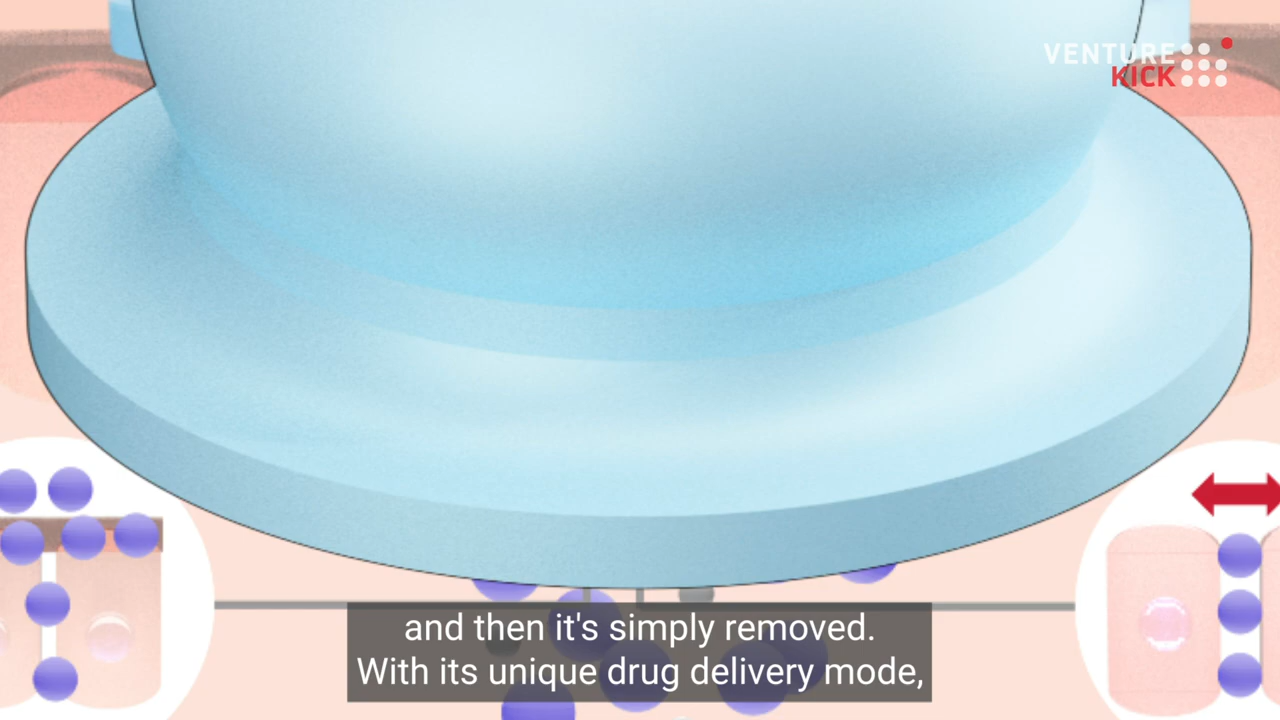 VENTURE
KICK
and then it's simply removed.
With its unique drug delivery mode,